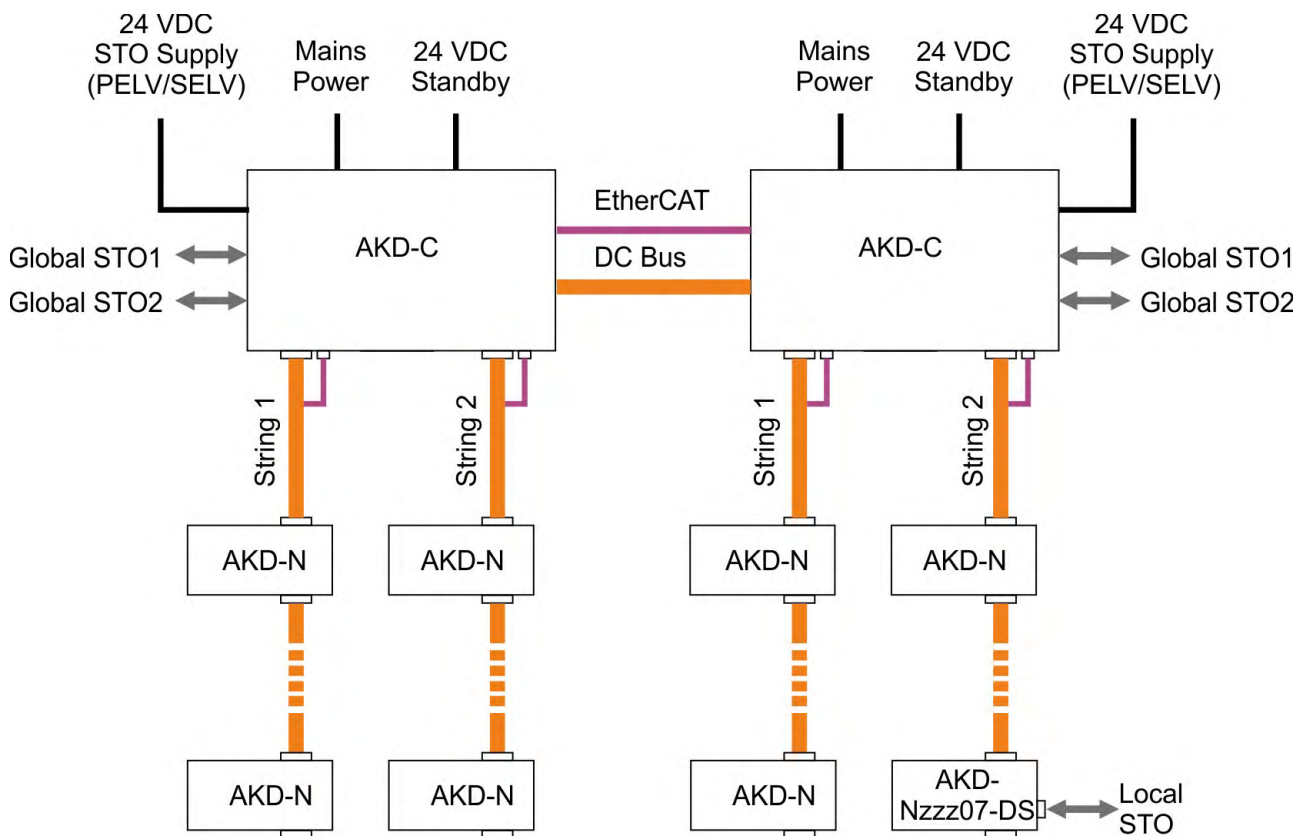 24 VDC
STO Supply
(PELV/SELV)
Mains
Power
24 VDC
Standby
Mains
Power
24 VDC
Standby
24 VDC
STO Supply
(PELV/SELV)
EtherCAT
DC Bus
AKD-C
AKD-C
Global STO1
Global STO2
Global STO1
Global STO2
String 1
String 2
String 1
String 2
AKD-N
AKD-N
AKD-N
AKD-N
AKD-N
AKD-N
AKD-N
AKD-
Nzzz07-DS
Local
STO